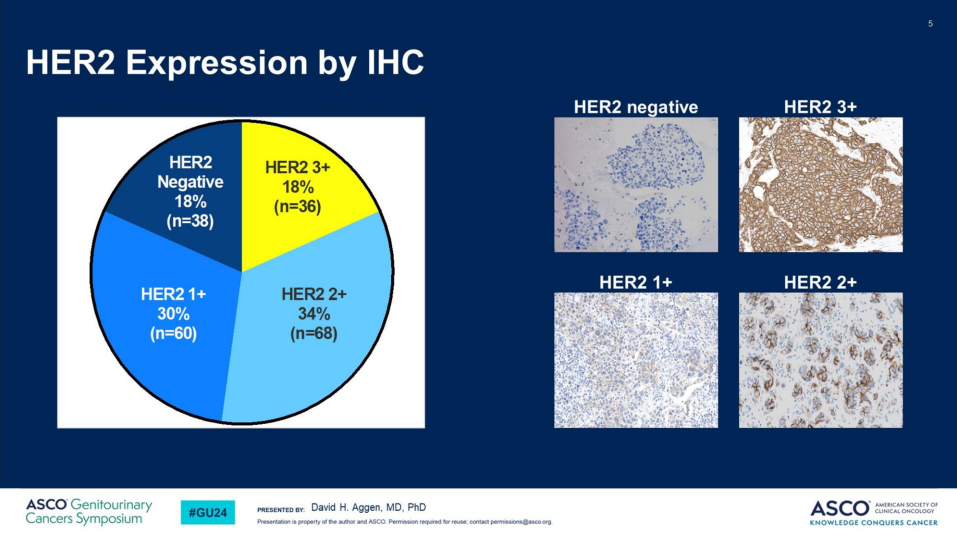 5
HER2 Expression by IHC
HER2
Negative
18%
(n=38)
HER2 3+
18%
(n=36)
HER2 1+
30%
(n=60)
HER2 2+
34%
(n=68)
HER2 negative
HER2 3+
HER2 1+
HER2 2+
ASCO Genitourinary
Cancers Symposium
#GU24
PRESENTED BY: David H. Aggen, MD, PhD
Presentation is property of the author and ASCO. Permission required for reuse; contact permissions@asco.org.
ASCO AMERICAN SOCIETY OF
CLINICAL ONCOLOGY
KNOWLEDGE CONQUERS CANCER